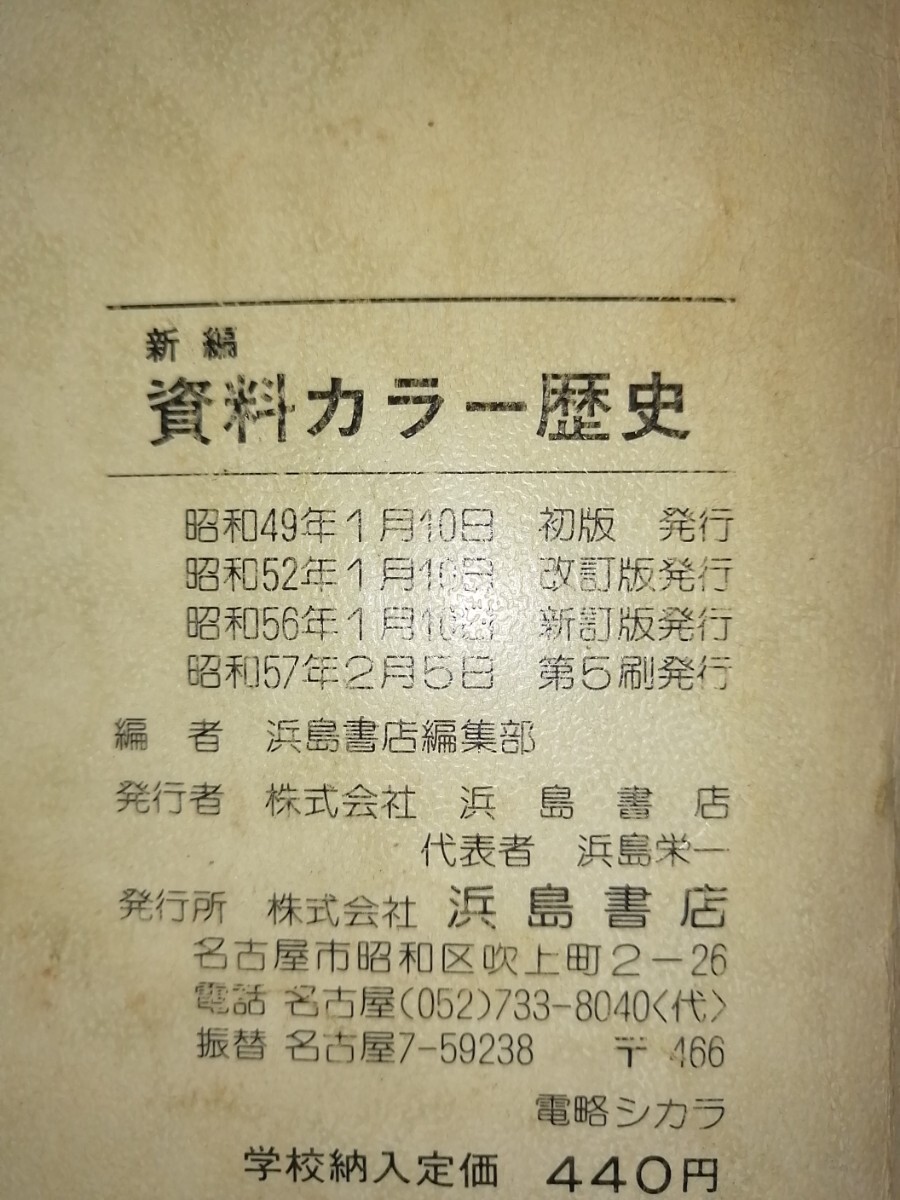 新編
資料カラー歴史
昭和49年1月10日 初版 発行
昭和52年1月10日 改訂版発行
昭和56年1月10日 新訂版発行
昭和57年2月5日 第5刷発行
編 者 浜島書店編集部
発行者 株式会社 浜島書店
代表者 浜島栄一
発行所 株式会社 浜島書店
名古屋市昭和区吹上町2-26
電話 名古屋(052)733-8040〈代〉
振替 名古屋7-59238 〒466
電略シカラ
学校納入定価 440円